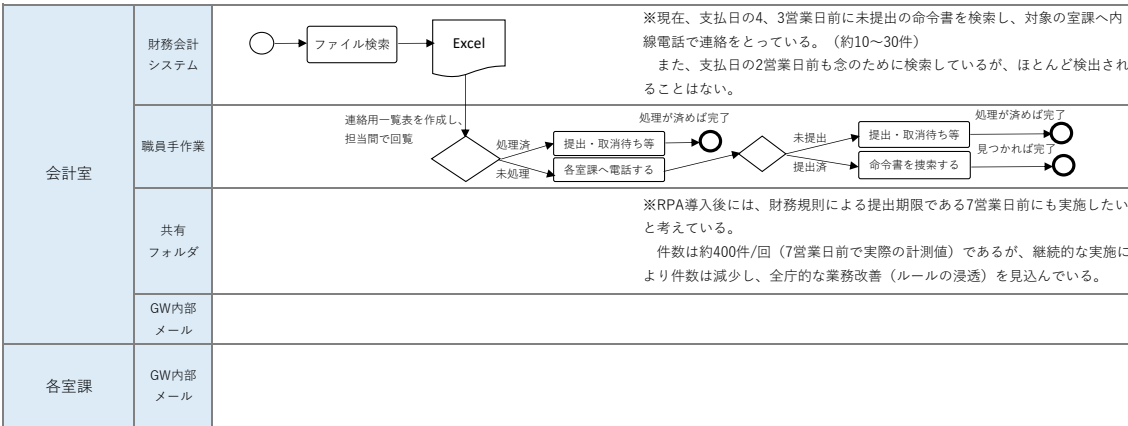 会計室
財務会計
システム
ファイル検索
Excel
※現在、支払日の4、3営業日前に未提出の命令書を検索し、対象の室課へ内
線電話で連絡をとっている。（約10～30件）
また、支払日の2営業日前も念のために検索しているが、ほとんど検出され
ることはない。
職員手作業
連絡用一覧表を作成し、
担当間で回覧
処理済
未処理
提出・取消待ち等
各室課へ電話する
処理が済めば完了
未提出
提出済
提出・取消待ち等
命令書を捜索する
処理が済めば完了
見つかれば完了
共有
フォルダ
※RPA導入後には、財務規則による提出期限である7営業日前にも実施したい
と考えている。
件数は約400件/回（7営業日前で実際の計測値）であるが、継続的な実施に
より件数は減少し、全庁的な業務改善（ルールの浸透）を見込んでいる。
GW内部
メール
各室課
GW内部
メール